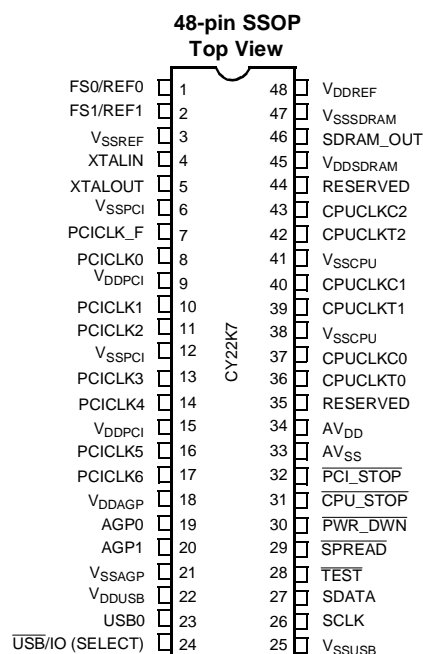 48-pin SSOP
Top View
FS0/REF0 1 48 VDDREF
FS1/REF1 2 47 VSSSDRAM
VSSREF 3 46 SDRAM_OUT
XTALIN 4 45 VDDSDRAM
XTALOUT 5 44 RESERVED
VSSPCI 6 43 CPUCLKC2
PCICLK_F 7 42 CPUCLKT2
PCICLK0 8 41 VSSCPU
VDDPCI 9 40 CPUCLKC1
PCICLK1 10 39 CPUCLKT1
PCICLK2 11 38 VSSCPU
VSSPCI 12 37 CPUCLKC0
PCICLK3 13 36 CPUCLKT0
PCICLK4 14 35 RESERVED
VDDPCI 15 34 AVDD
PCICLK5 16 33 AVSS
PCICLK6 17 32 PCI_STOP
VDDAGP 18 31 CPU_STOP
AGP0 19 30 PWR_DWN
AGP1 20 29 SPREAD
VSSAGP 21 28 TEST
VDDUSB 22 27 SDATA
USB0 23 26 SCLK
USB/IO (SELECT) 24 25 VSSUSB
CY22K7